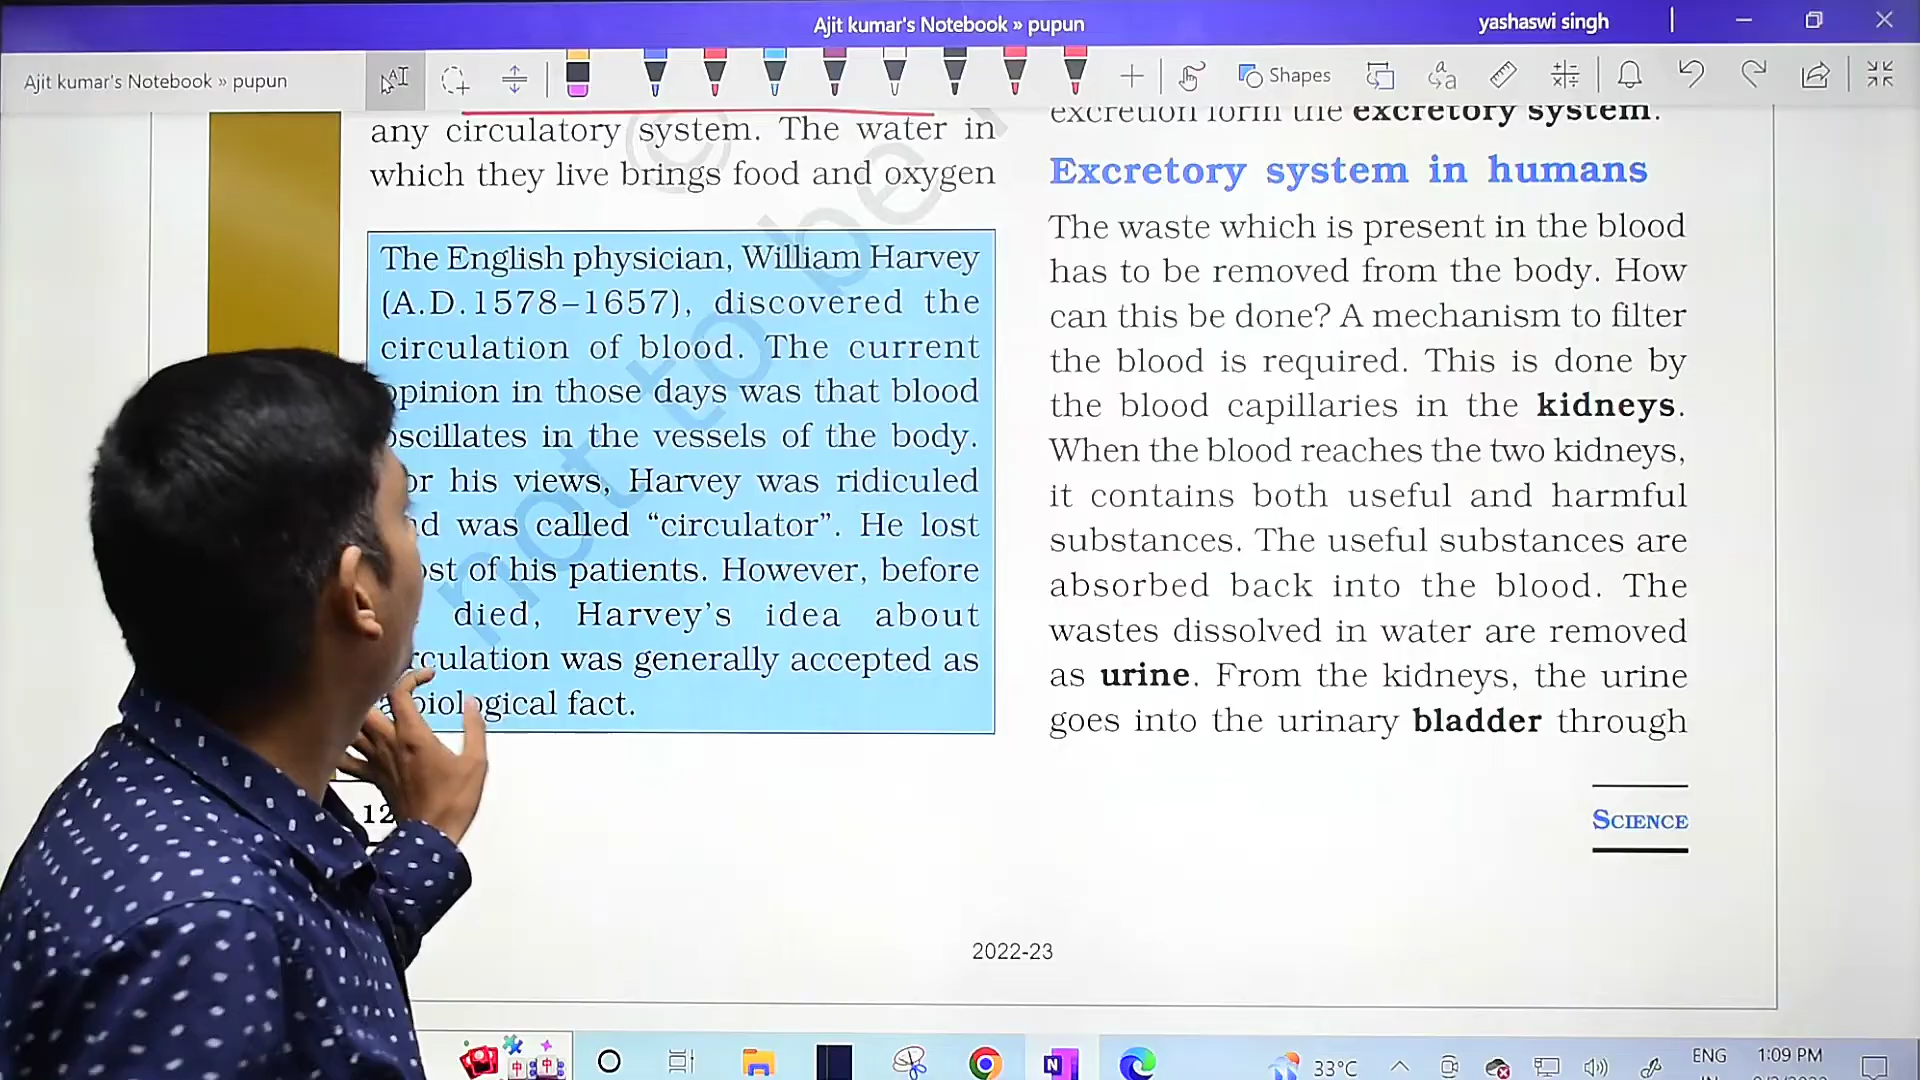 Ajit kumar's Notebook » pupun
yashaswi singh
Ajit kumar's Notebook » pupun
Shapes
any circulatory system. The water in
which they live brings food and oxygen
The English physician, William Harvey
(A.D.1578–1657), discovered the
circulation of blood. The current
opinion in those days was that blood
oscillates in the vessels of the body.
his views, Harvey was ridiculed
was called “circulator”. He lost
of his patients. However, before
died, Harvey’s idea about
was generally accepted as
a biological fact.
12
excretion form the excretory system.
Excretory system in humans
The waste which is present in the blood
has to be removed from the body. How
can this be done? A mechanism to filter
the blood is required. This is done by
the blood capillaries in the kidneys.
When the blood reaches the two kidneys,
it contains both useful and harmful
substances. The useful substances are
absorbed back into the blood. The
wastes dissolved in water are removed
as urine. From the kidneys, the urine
goes into the urinary bladder through
SCIENCE
2022-23
© not to be
33°C
ENG
IN
1:09 PM